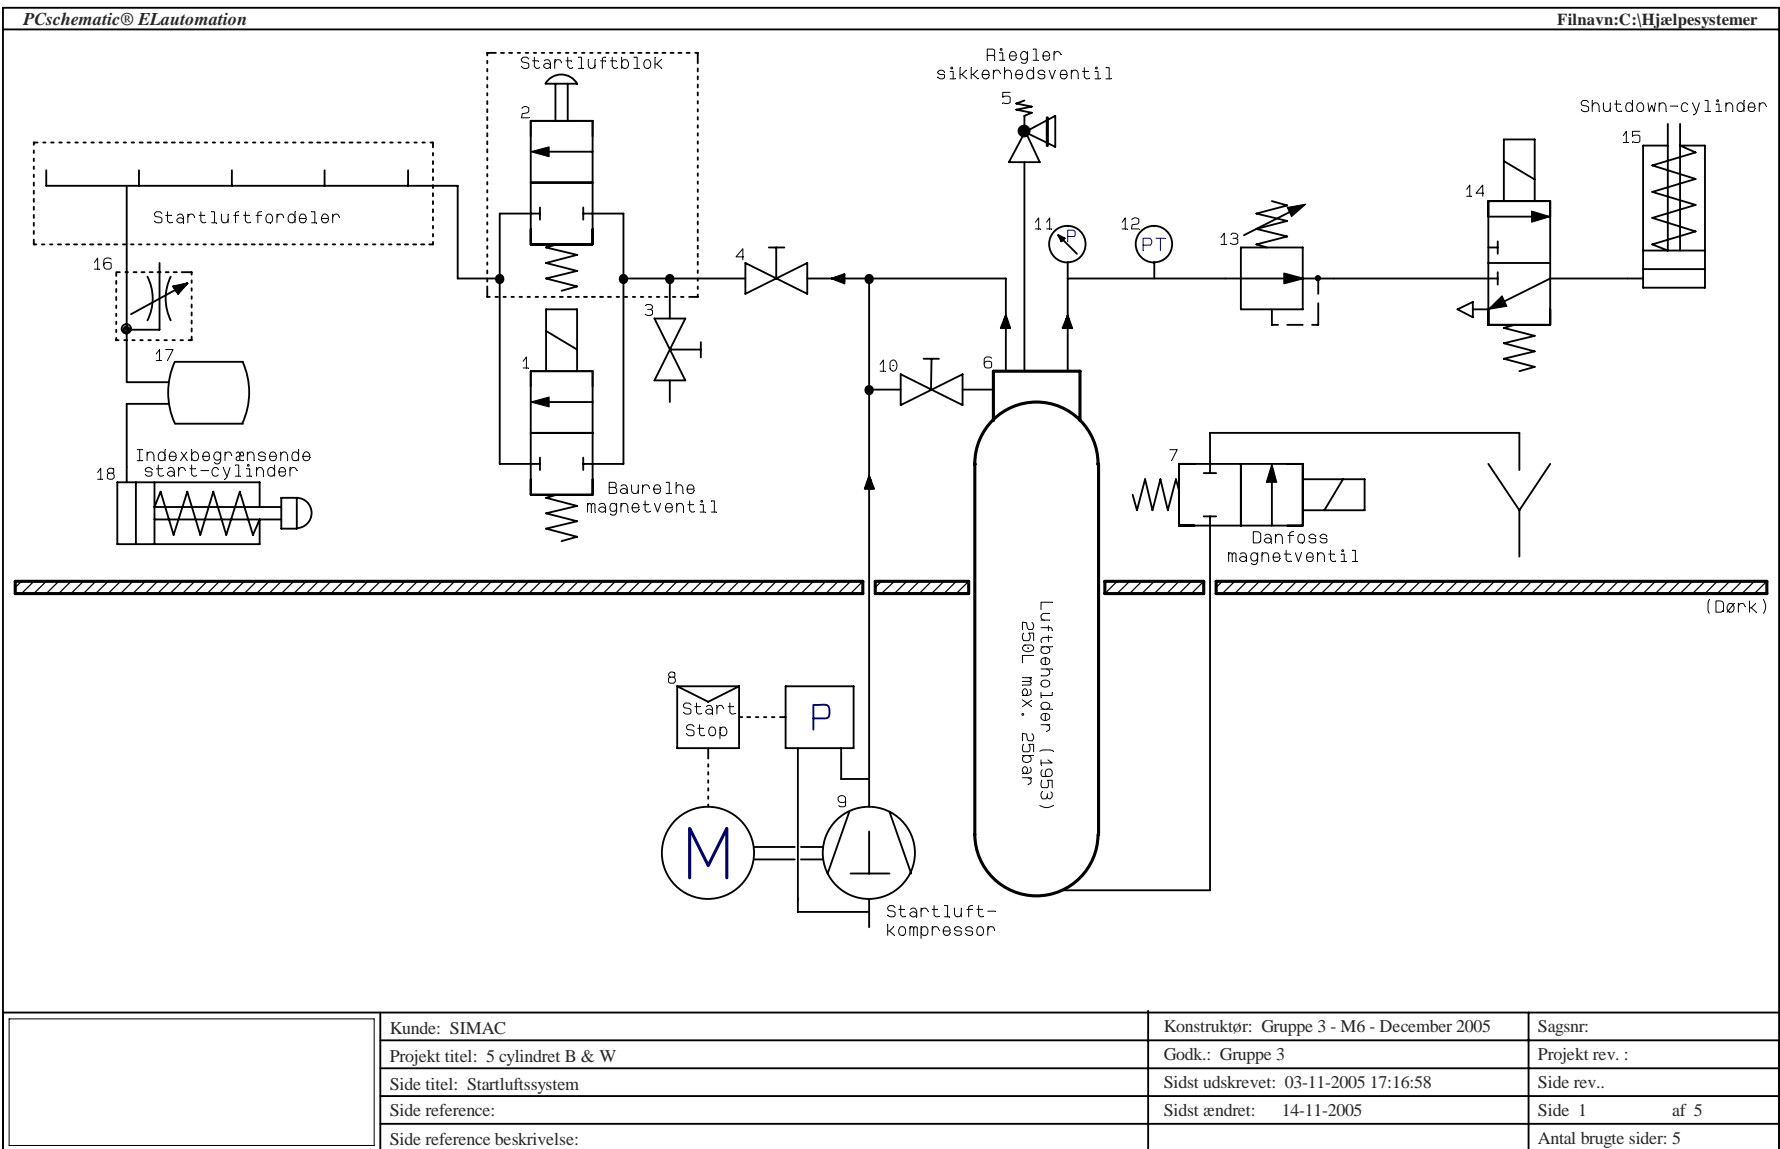 PCschematic® ELautomation
Filnavn:C:\Hjælpesystemer
Startluftblok
2
Riegler
sikkerhedsventil
5
Shutdown-cylinder
15
14
Startluftfordeler
11
P
12
PT
13
4
16
3
17
1
10
6
Indexbegrænsende
start-cylinder
18
Baurelhe
magnetventil
7
Danfoss
magnetventil
(Dørk)
Luftbeholder (1953)
250L max. 25bar
8
Start
Stop
P
M
9
Startluft-
kompressor
Kunde: SIMAC
Konstruktør: Gruppe 3 - M6 - December 2005
Sagsnr:
Projekt titel: 5 cylindret B & W
Godk.: Gruppe 3
Projekt rev. :
Side titel: Startluftssystem
Sidst udskrevet: 03-11-2005 17:16:58
Side rev..
Side reference:
Sidst ændret: 14-11-2005
Side 1 af 5
Side reference beskrivelse:
Antal brugte sider: 5